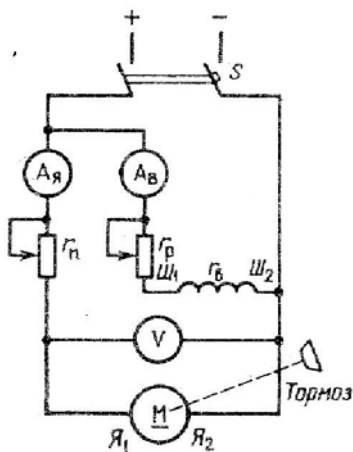 + −
S
Aя Aв
rп rр
Ш1 rв Ш2
V
Тормоз
M
Я1 Я2